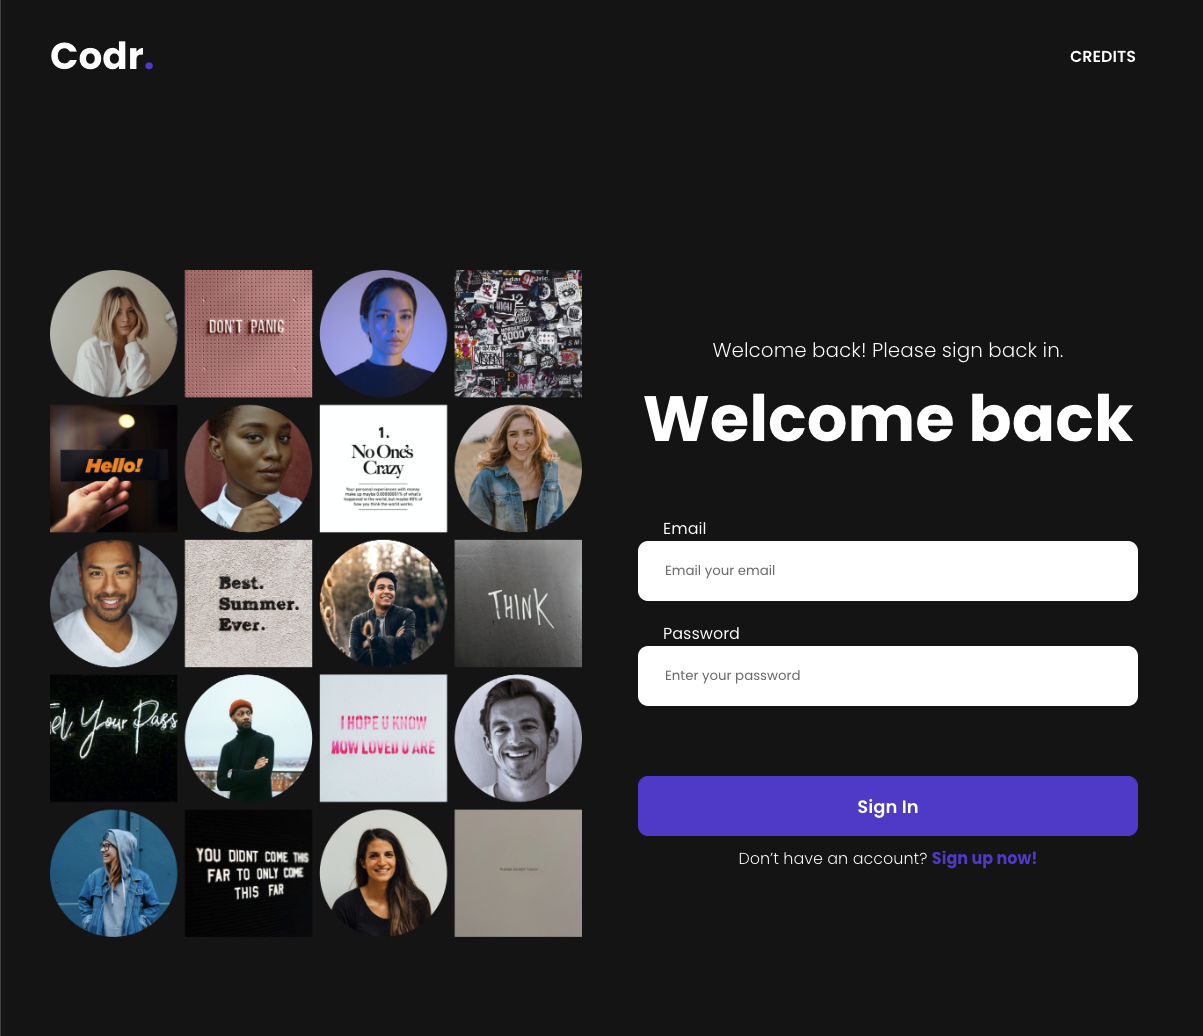 Codr.
CREDITS
DON'T PANIC
Hello!
1.
No One's
Crazy
Your personal experiences with money
make up maybe 0.00000001% of what's
happened in the world, but maybe 80% of
how you think the world works.
Best.
Summer.
Ever.
THINK
Your Pass
I HOPE U KNOW
HOW LOVED U ARE
YOU DIDNT COME THIS
FAR TO ONLY COME
THIS FAR
Welcome back! Please sign back in.
Welcome back
Email
Email your email
Password
Enter your password
Sign In
Don't have an account? Sign up now!